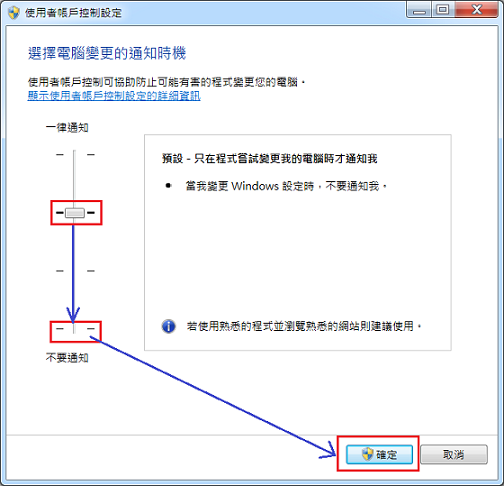 使用者帳戶控制設定
選擇電腦變更的通知時機
使用者帳戶控制可協助防止可能有害的程式變更您的電腦。
顯示使用者帳戶控制設定的詳細資訊
一律通知
預設 - 只在程式嘗試變更我的電腦時才通知我
• 當我變更 Windows 設定時，不要通知我。
若使用熟悉的程式並瀏覽熟悉的網站則建議使用。
不要通知
確定
取消